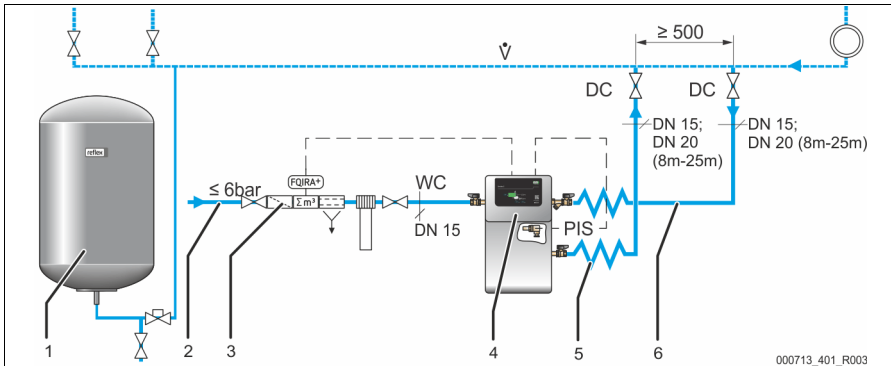 ≥ 500
V̇
DC
DC
DN 15;
DN 20
(8m-25m)
DN 15;
DN 20 (8m-25m)
reflex
≤ 6bar
FQIRA+
Σ m³
WC
DN 15
PIS
1
2
3
4
5
6
000713_401_R003